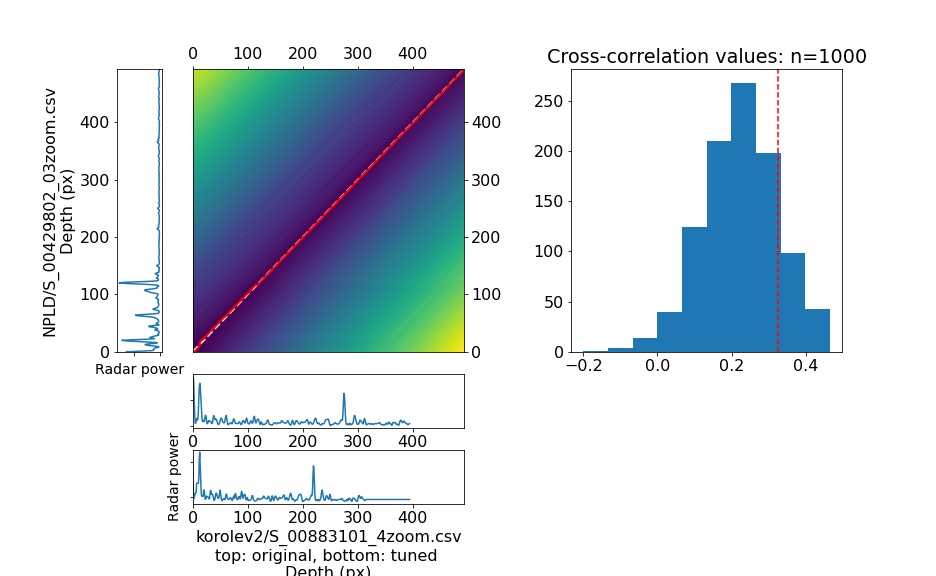 0 100 200 300 400
NPLD/S_00429802_03zoom.csv
Depth (px)
400
300
200
100
0
Radar power
400
300
200
100
0
0 100 200 300 400
Radar power
0 100 200 300 400
korolev2/S_00883101_4zoom.csv
top: original, bottom: tuned
Depth (px)
Cross-correlation values: n=1000
250
200
150
100
50
0
−0.2 0.0 0.2 0.4